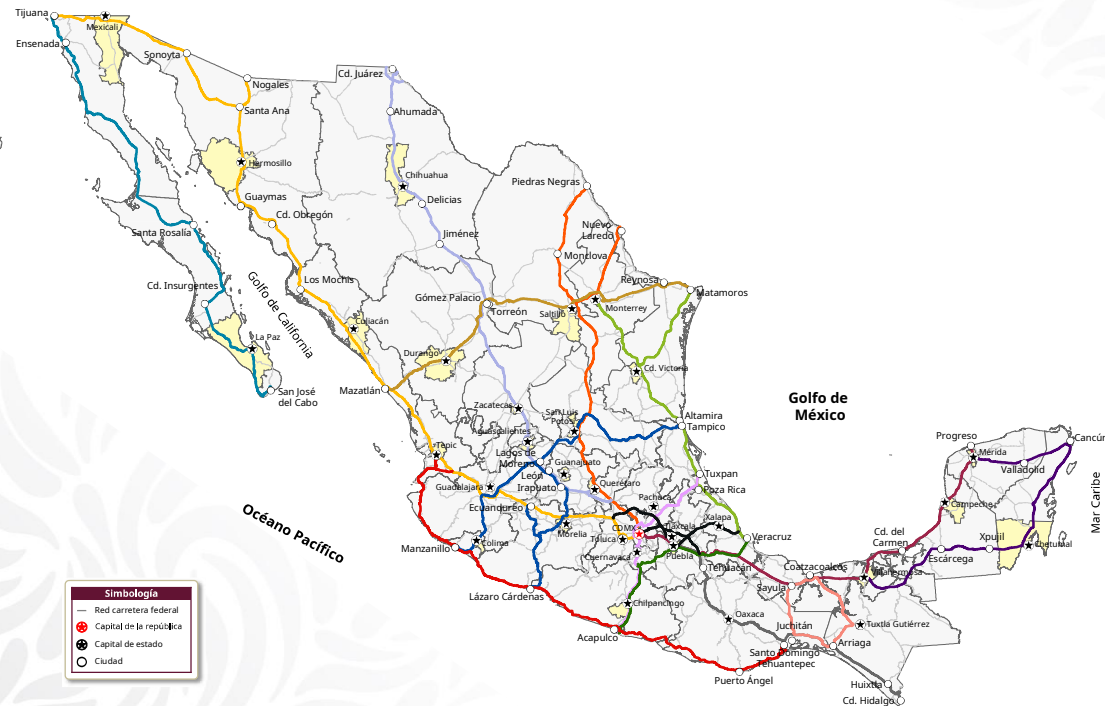 Tijuana
Mexicali
Ensenada
Sonoyta
Nogales
Cd. Juárez
Santa Ana
Ahumada
Hermosillo
Chihuahua
Piedras Negras
Guaymas
Delicias
Cd. Obregón
Nuevo
Laredo
Santa Rosalía
Jiménez
Monclova
Golfo de California
Los Mochis
Reynosa
Cd. Insurgentes
Matamoros
Gómez Palacio
Torreón
Saltillo
Monterrey
Culiacán
La Paz
Durango
Cd. Victoria
Mazatlán
San José
del Cabo
Golfo de
México
Zacatecas
San Luis
Potosí
Altamira
Tampico
Aguascalientes
Progreso
Cancún
Tepic
Lagos de
Moreno
Mérida
Guanajuato
Valladolid
León
Irapuato
Tuxpan
Guadalajara
Querétaro
Poza Rica
Pachuca
Mar Caribe
Ecuandureo
Campeche
Océano Pacífico
CDMX
Tlaxcala
Xalapa
Morelia
Toluca
Veracruz
Cd. del
Carmen
Xpujil
Chetumal
Manzanillo
Colima
Cuernavaca
Puebla
Escárcega
Tehuacán
Coatzacoalcos
Villahermosa
Sayula
Lázaro Cárdenas
Chilpancingo
Oaxaca
Juchitán
Tuxtla Gutiérrez
Acapulco
Arriaga
Santo Domingo
Tehuantepec
Puerto Ángel
Huixtla
Cd. Hidalgo
Simbología
Red carretera federal
Capital de la república
Capital de estado
Ciudad